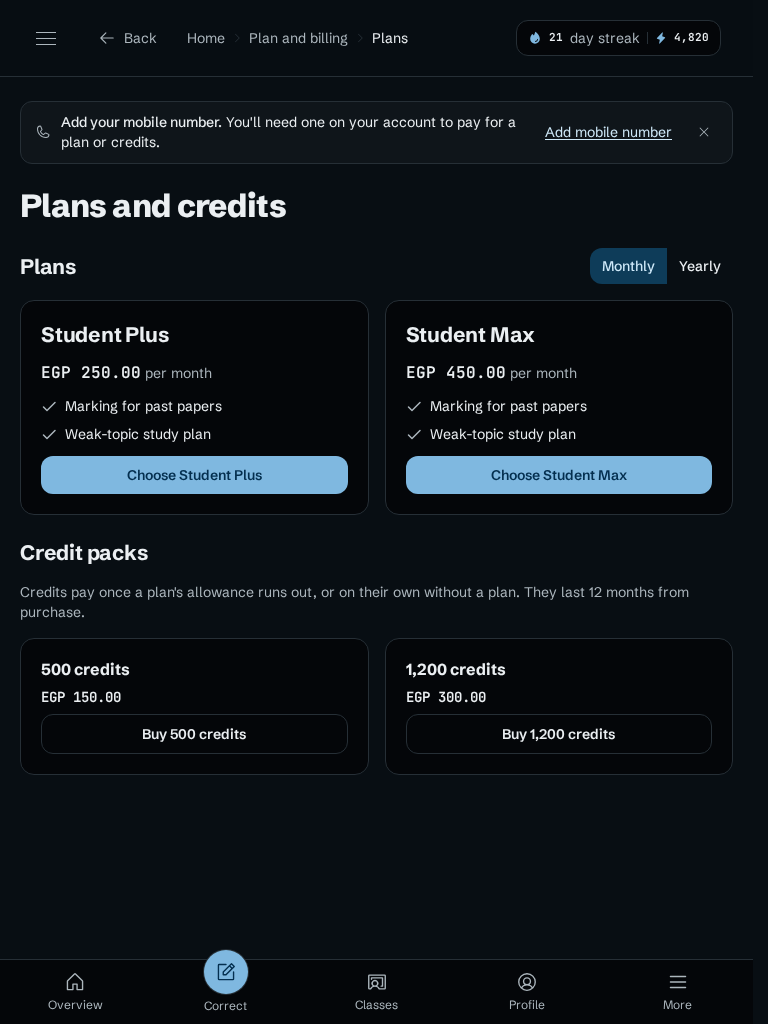 Back Home Plan and billing Plans 21 day streak 4,820
Add your mobile number. You'll need one on your account to pay for a
plan or credits.
Add mobile number
Plans and credits
Plans
Monthly Yearly
Student Plus
EGP 250.00 per month
Marking for past papers
Weak-topic study plan
Choose Student Plus
Student Max
EGP 450.00 per month
Marking for past papers
Weak-topic study plan
Choose Student Max
Credit packs
Credits pay once a plan's allowance runs out, or on their own without a plan. They last 12 months from
purchase.
500 credits
EGP 150.00
Buy 500 credits
1,200 credits
EGP 300.00
Buy 1,200 credits
Overview Correct Classes Profile More